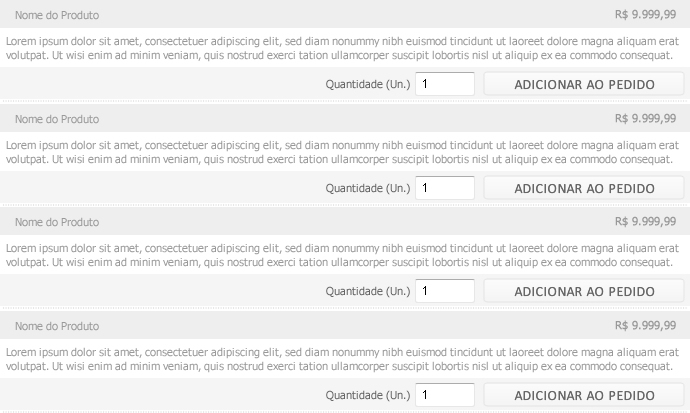 Nome do Produto R$ 9.999,99
Lorem ipsum dolor sit amet, consectetuer adipiscing elit, sed diam nonummy nibh euismod tincidunt ut laoreet dolore magna aliquam erat
volutpat. Ut wisi enim ad minim veniam, quis nostrud exerci tation ullamcorper suscipit lobortis nisl ut aliquip ex ea commodo consequat.
Quantidade (Un.) 1 ADICIONAR AO PEDIDO
Nome do Produto R$ 9.999,99
Lorem ipsum dolor sit amet, consectetuer adipiscing elit, sed diam nonummy nibh euismod tincidunt ut laoreet dolore magna aliquam erat
volutpat. Ut wisi enim ad minim veniam, quis nostrud exerci tation ullamcorper suscipit lobortis nisl ut aliquip ex ea commodo consequat.
Quantidade (Un.) 1 ADICIONAR AO PEDIDO
Nome do Produto R$ 9.999,99
Lorem ipsum dolor sit amet, consectetuer adipiscing elit, sed diam nonummy nibh euismod tincidunt ut laoreet dolore magna aliquam erat
volutpat. Ut wisi enim ad minim veniam, quis nostrud exerci tation ullamcorper suscipit lobortis nisl ut aliquip ex ea commodo consequat.
Quantidade (Un.) 1 ADICIONAR AO PEDIDO
Nome do Produto R$ 9.999,99
Lorem ipsum dolor sit amet, consectetuer adipiscing elit, sed diam nonummy nibh euismod tincidunt ut laoreet dolore magna aliquam erat
volutpat. Ut wisi enim ad minim veniam, quis nostrud exerci tation ullamcorper suscipit lobortis nisl ut aliquip ex ea commodo consequat.
Quantidade (Un.) 1 ADICIONAR AO PEDIDO